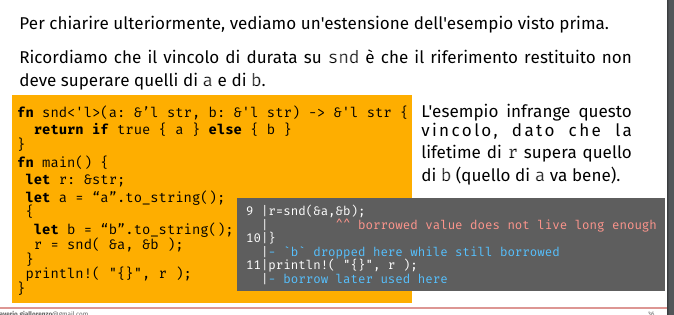 Per chiarire ulteriormente, vediamo un'estensione dell'esempio visto prima.
Ricordiamo che il vincolo di durata su snd è che il riferimento restituito non
deve superare quelli di a e di b.
fn snd<'l>(a: &’l str, b: &'l str) -> &'l str {
return if true { a } else { b }
}
fn main() {
let r: &str;
let a = “a”.to_string();
{
let b = “b”.to_string();
r = snd( &a, &b );
}
println!( "{}", r );
}
L'esempio infrange questo
vincolo, dato che la
lifetime di r supera quello
di b (quello di a va bene).
9 |r=snd(&a,&b);
| ^^ borrowed value does not live long enough
10|}
|- `b` dropped here while still borrowed
11|println!( "{}", r );
|- borrow later used here